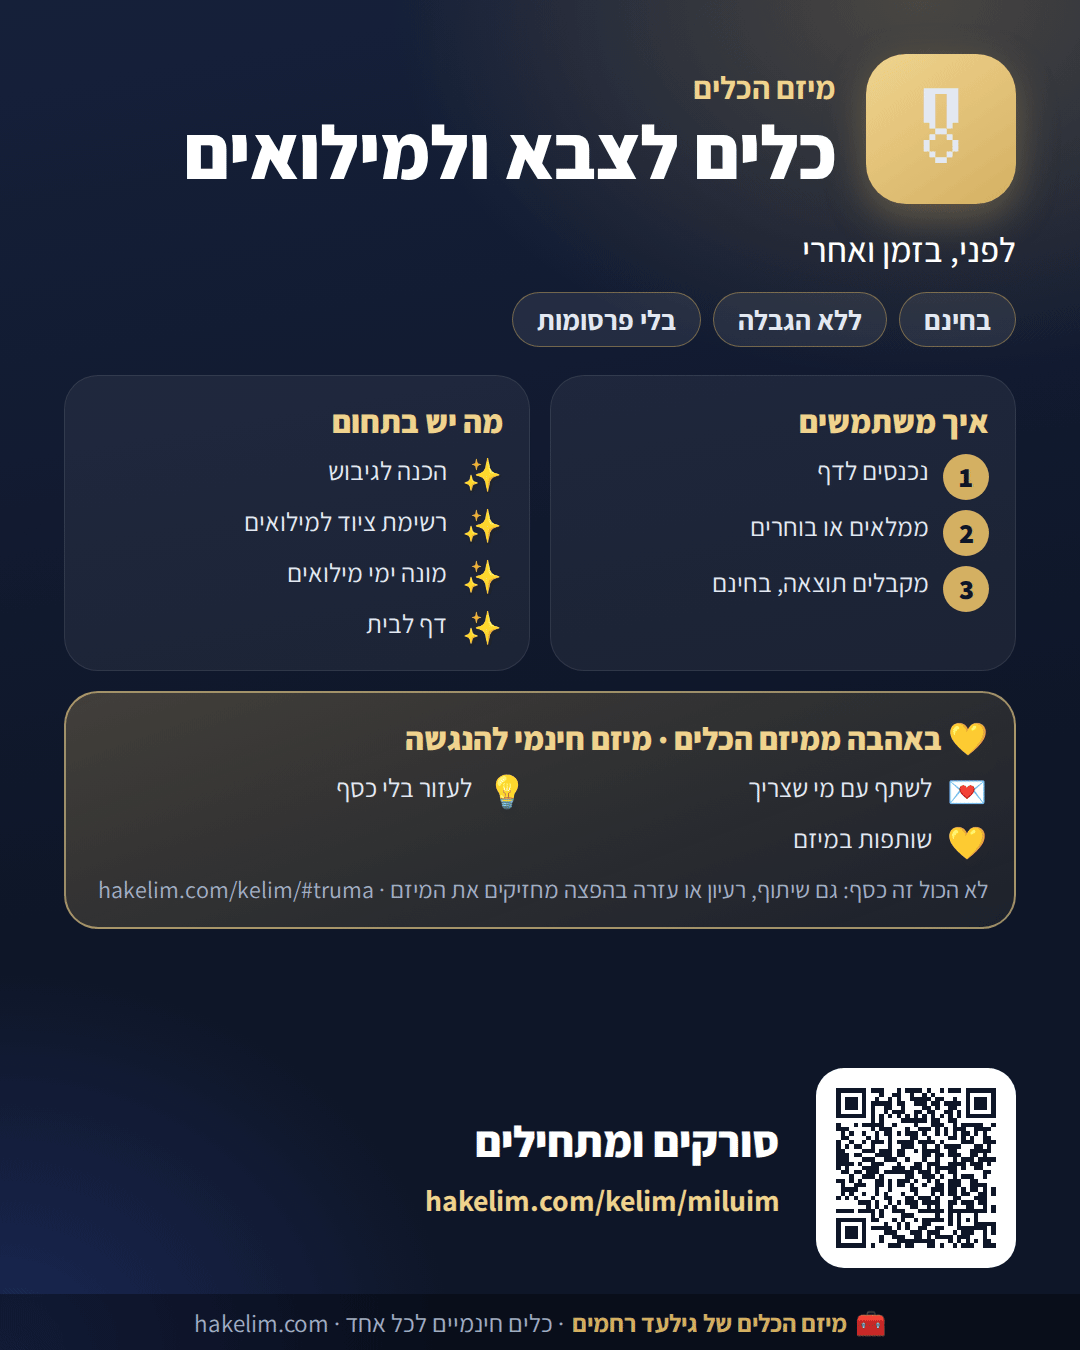 מיזם הכלים
כלים לצבא ולמילואים
לפני, בזמן ואחרי
בחינם
ללא הגבלה
בלי פרסומות
איך משתמשים
1 נכנסים לדף
2 ממלאים או בוחרים
3 מקבלים תוצאה, בחינם
מה יש בתחום
הכנה לגיבוש
רשימת ציוד למילואים
מונה ימי מילואים
דף לבית
באהבה ממיזם הכלים · מיזם חינמי להנגשה
לשתף עם מי שצריך
לעזור בלי כסף
שותפות במיזם
לא הכול זה כסף: גם שיתוף, רעיון או עזרה בהפצה מחזיקים את המיזם · hakelim.com/kelim/#truma
סורקים ומתחילים
hakelim.com/kelim/miluim
מיזם הכלים של גילעד רחמים · כלים חינמיים לכל אחד · hakelim.com